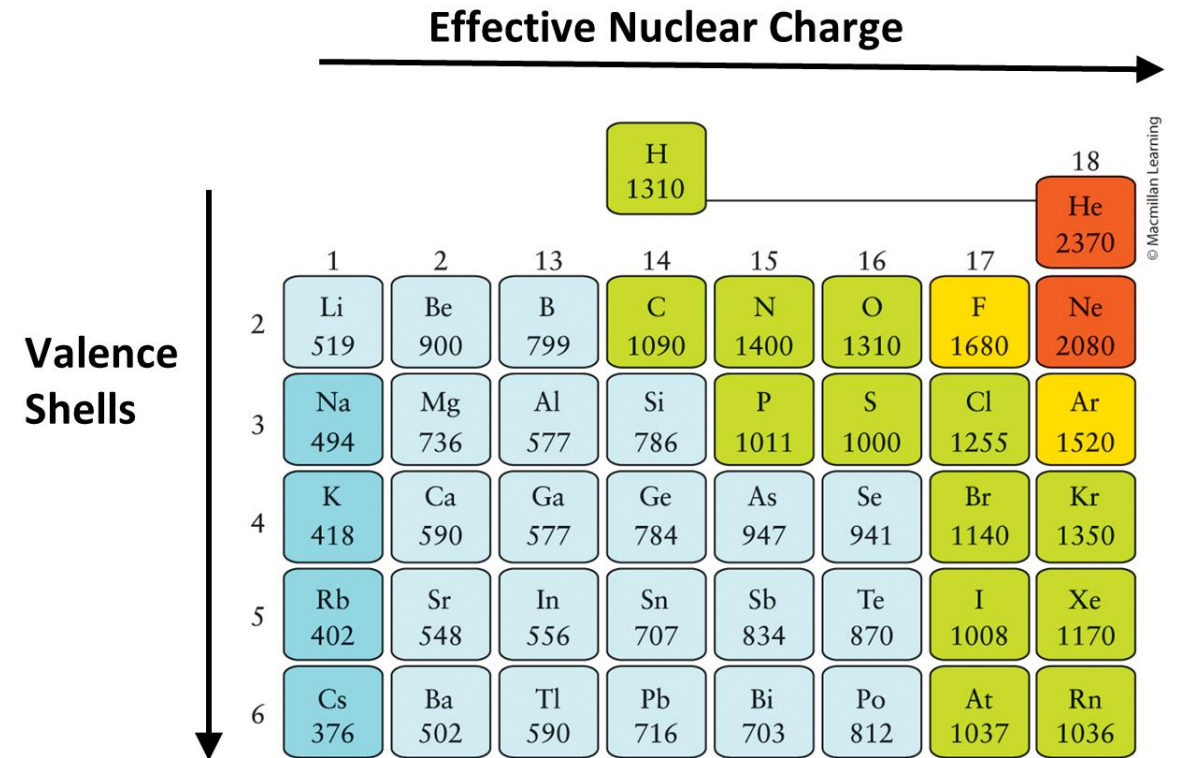 Effective Nuclear Charge
© Macmillan Learning
H
1310
18
He
2370
1 2 13 14 15 16 17
Valence
Shells
2
Li Be B C N O F Ne
519 900 799 1090 1400 1310 1680 2080
3
Na Mg Al Si P S Cl Ar
494 736 577 786 1011 1000 1255 1520
4
K Ca Ga Ge As Se Br Kr
418 590 577 784 947 941 1140 1350
5
Rb Sr In Sn Sb Te I Xe
402 548 556 707 834 870 1008 1170
6
Cs Ba Tl Pb Bi Po At Rn
376 502 590 716 703 812 1037 1036